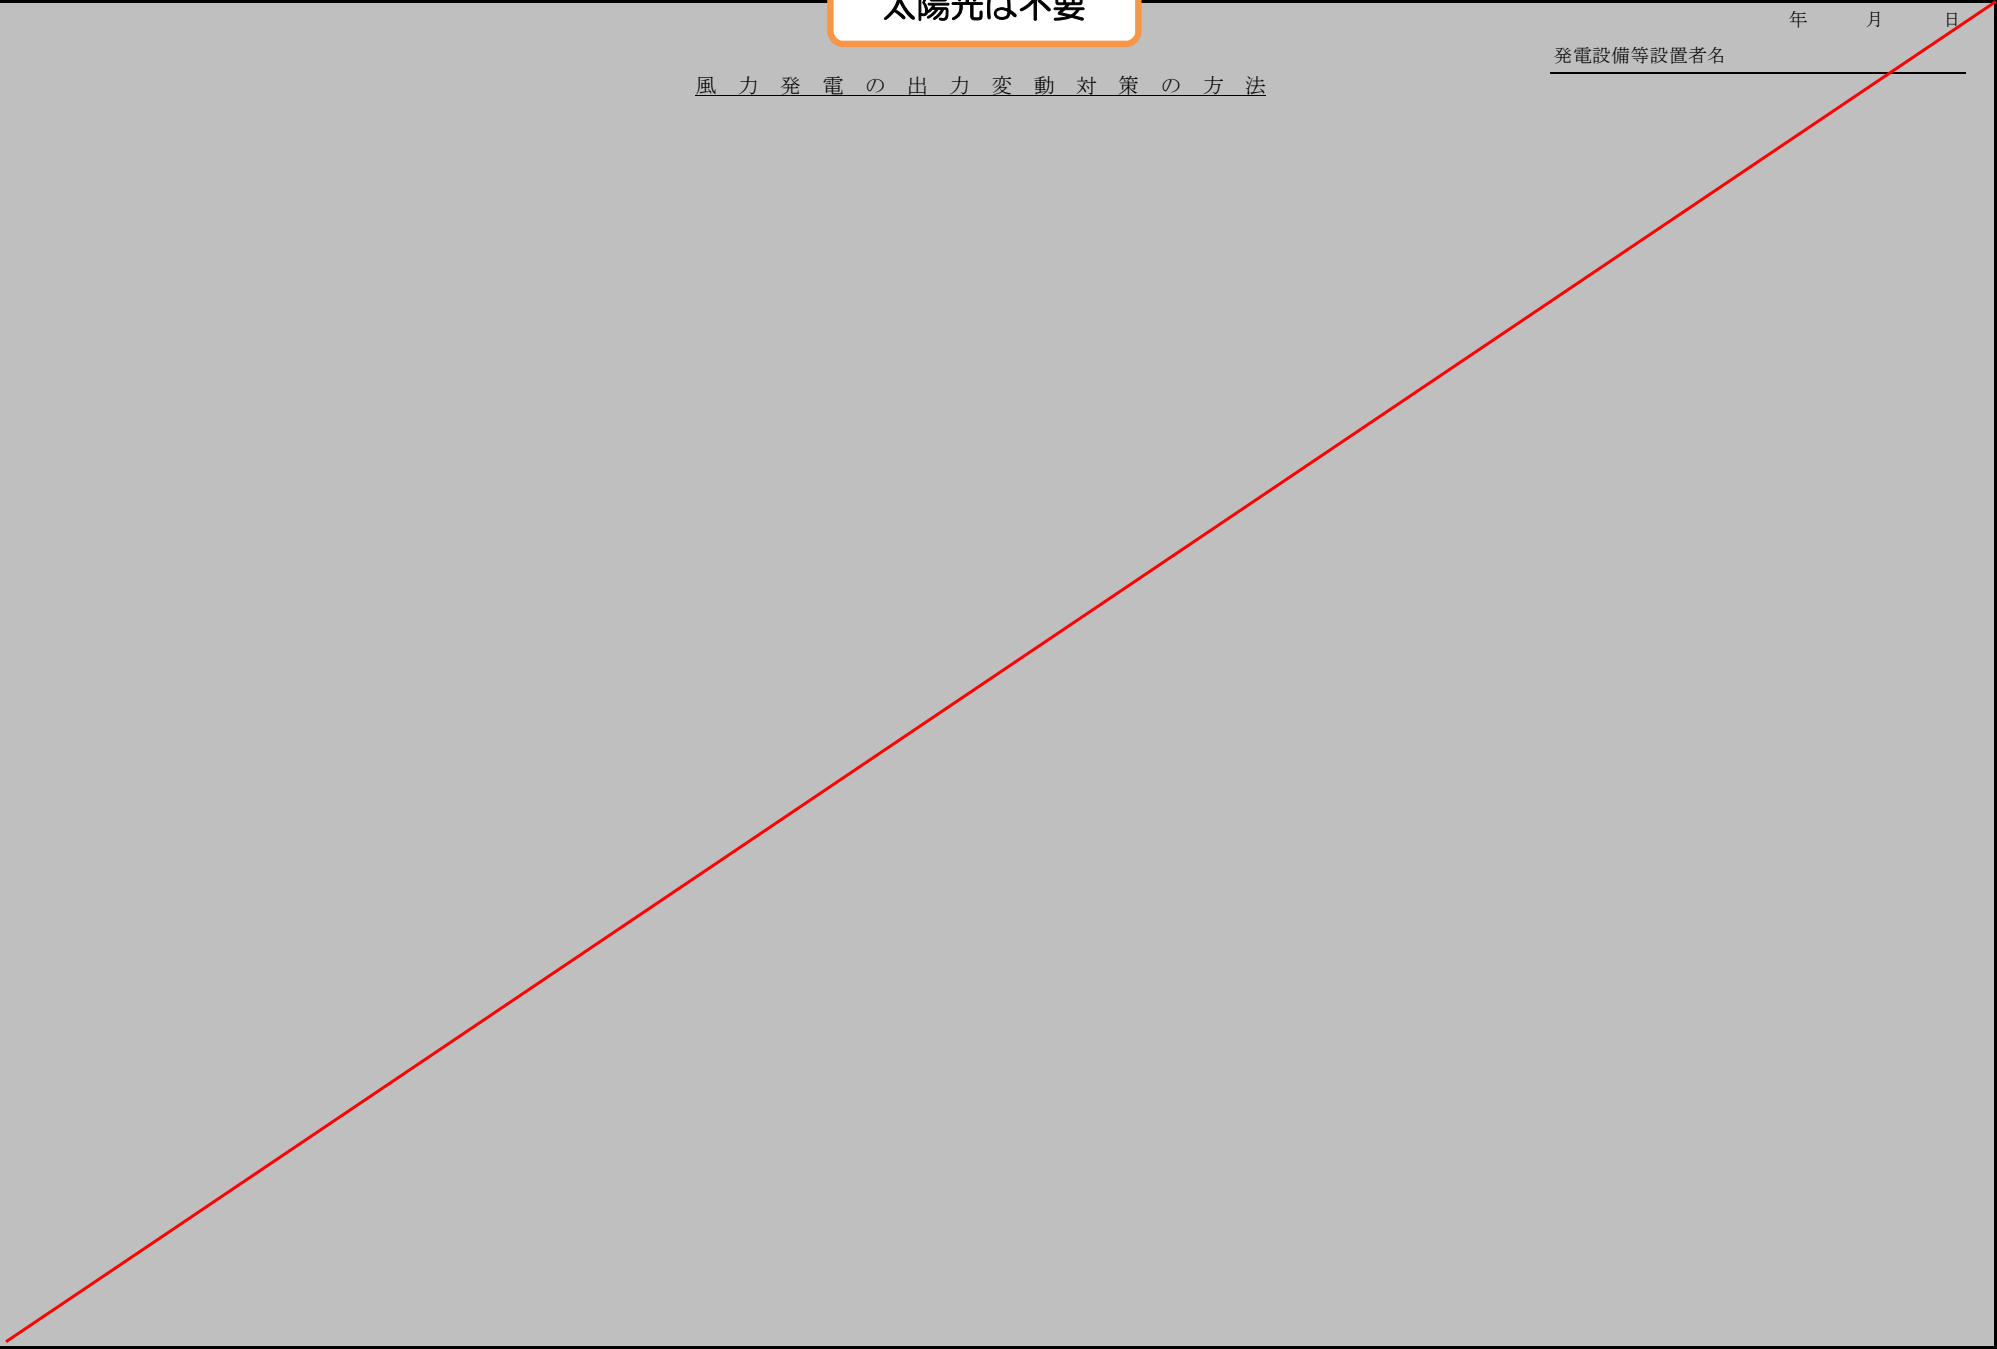 太陽光は不要
年 月 日
発電設備等設置者名
風力発電の出力変動対策の方法